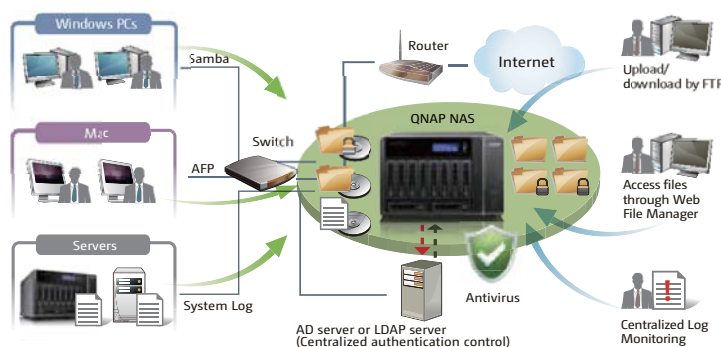 Windows PCs
Samba
Mac
AFP
Switch
Servers
System Log
Router
Internet
QNAP NAS
Antivirus
AD server or LDAP server
(Centralized authentication control)
Upload/
download by FTP
Access files
through Web
File Manager
Centralized Log
Monitoring